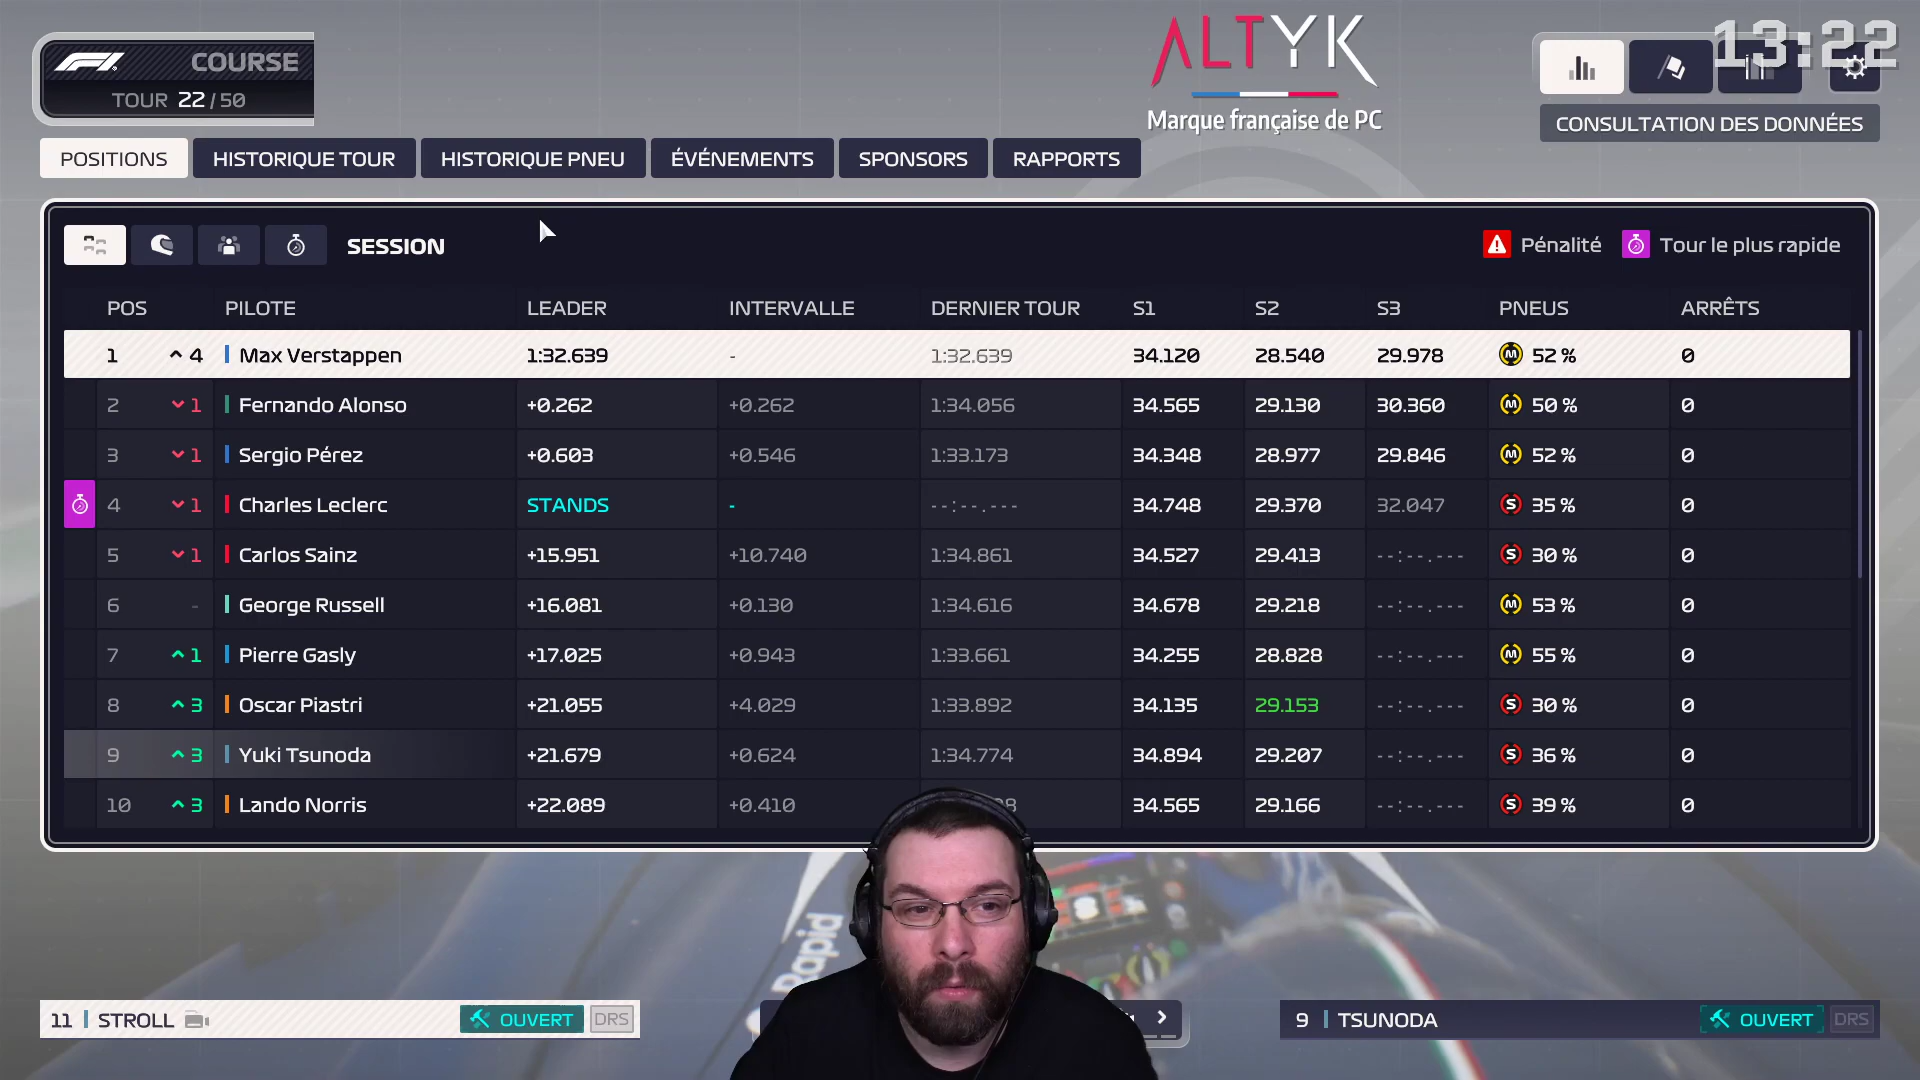 ALTYK
Marque française de PC
13:22
F1 COURSE
TOUR 22/50
CONSULTATION DES DONNÉES
POSITIONS HISTORIQUE TOUR HISTORIQUE PNEU ÉVÉNEMENTS SPONSORS RAPPORTS
SESSION Pénalité Tour le plus rapide
POS PILOTE LEADER INTERVALLE DERNIER TOUR S1 S2 S3 PNEUS ARRÊTS
1 4 Max Verstappen 1:32.639 - 1:32.639 34.120 28.540 29.978 M 52 % 0
2 1 Fernando Alonso +0.262 +0.262 1:34.056 34.565 29.130 30.360 M 50 % 0
3 1 Sergio Pérez +0.603 +0.546 1:33.173 34.348 28.977 29.846 M 52 % 0
4 1 Charles Leclerc STANDS - --:--.--- 34.748 29.370 32.047 S 35 % 0
5 1 Carlos Sainz +15.951 +10.740 1:34.861 34.527 29.413 --:--.--- S 30 % 0
6 - George Russell +16.081 +0.130 1:34.616 34.678 29.218 --:--.--- M 53 % 0
7 1 Pierre Gasly +17.025 +0.943 1:33.661 34.255 28.828 --:--.--- M 55 % 0
8 3 Oscar Piastri +21.055 +4.029 1:33.892 34.135 29.153 --:--.--- S 30 % 0
9 3 Yuki Tsunoda +21.679 +0.624 1:34.774 34.894 29.207 --:--.--- S 36 % 0
10 3 Lando Norris +22.089 +0.410 34.565 29.166 --:--.--- S 39 % 0
Rapid
11 STROLL OUVERT DRS
9 TSUNODA OUVERT DRS